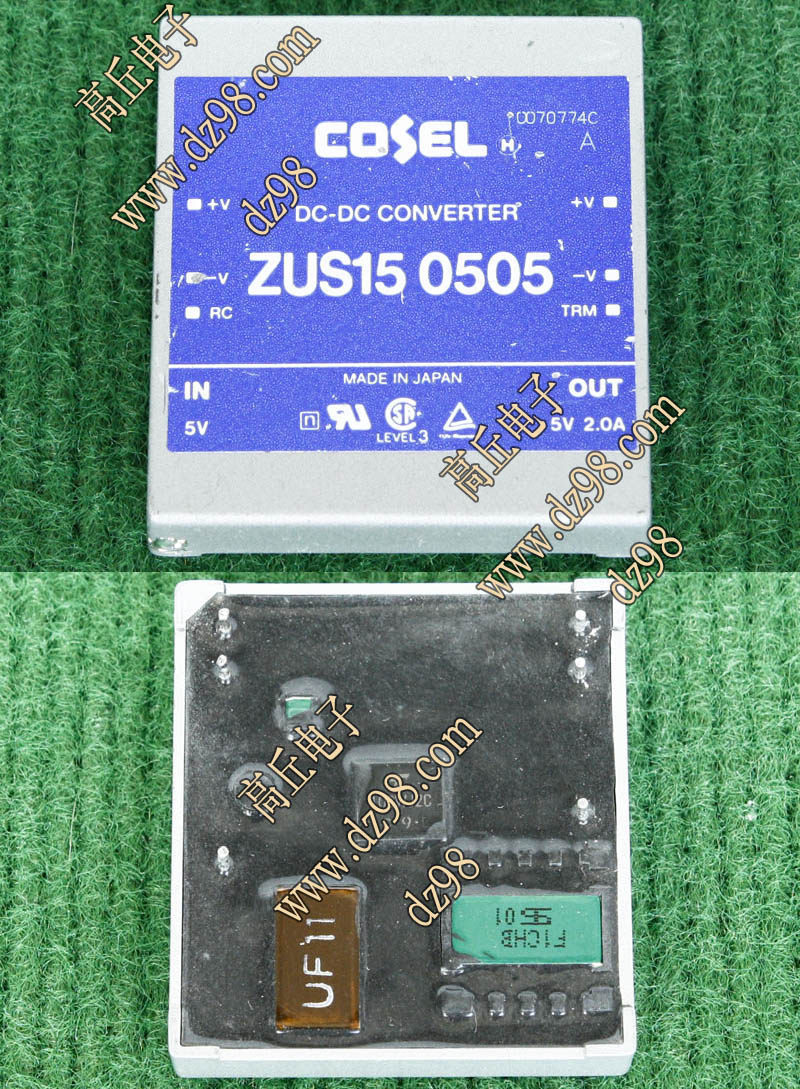 高丘电子
www.dz98.com
dz98
0070774C
COSEL H A
DC-DC CONVERTER
+V +V
ZUS15 0505
-V -V
RC TRM
MADE IN JAPAN
IN OUT
5V 5V 2.0A
LEVEL 3
高丘电子
www.dz98.com
dz98
高丘电子
www.dz98.com
dz98
UF11
F1CH3
01